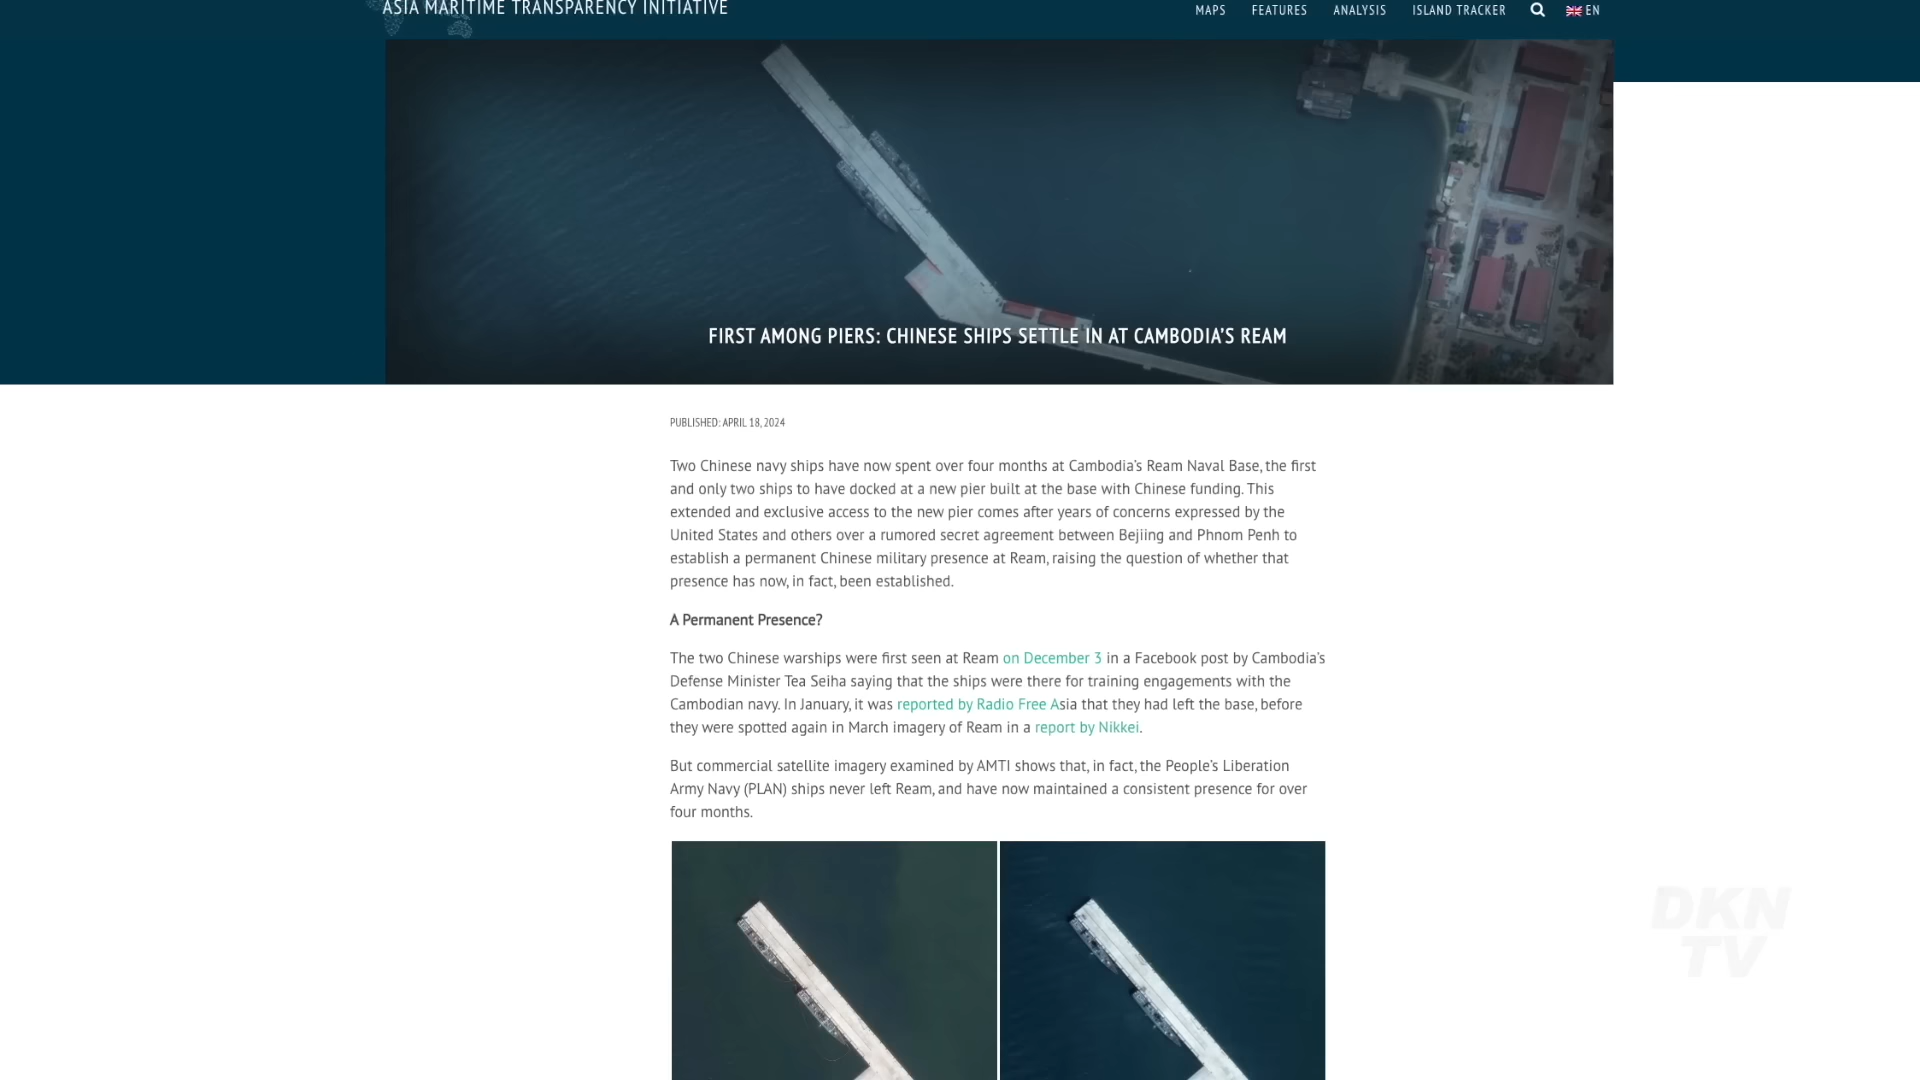 ASIA MARITIME TRANSPARENCY INITIATIVE
MAPS FEATURES ANALYSIS ISLAND TRACKER EN
FIRST AMONG PIERS: CHINESE SHIPS SETTLE IN AT CAMBODIA’S REAM
PUBLISHED: APRIL 18, 2024
Two Chinese navy ships have now spent over four months at Cambodia’s Ream Naval Base, the first
and only two ships to have docked at a new pier built at the base with Chinese funding. This
extended and exclusive access to the new pier comes after years of concerns expressed by the
United States and others over a rumored secret agreement between Bejiing and Phnom Penh to
establish a permanent Chinese military presence at Ream, raising the question of whether that
presence has now, in fact, been established.
A Permanent Presence?
The two Chinese warships were first seen at Ream on December 3 in a Facebook post by Cambodia’s
Defense Minister Tea Seiha saying that the ships were there for training engagements with the
Cambodian navy. In January, it was reported by Radio Free Asia that they had left the base, before
they were spotted again in March imagery of Ream in a report by Nikkei.
But commercial satellite imagery examined by AMTI shows that, in fact, the People’s Liberation
Army Navy (PLAN) ships never left Ream, and have now maintained a consistent presence for over
four months.
DKN
TV